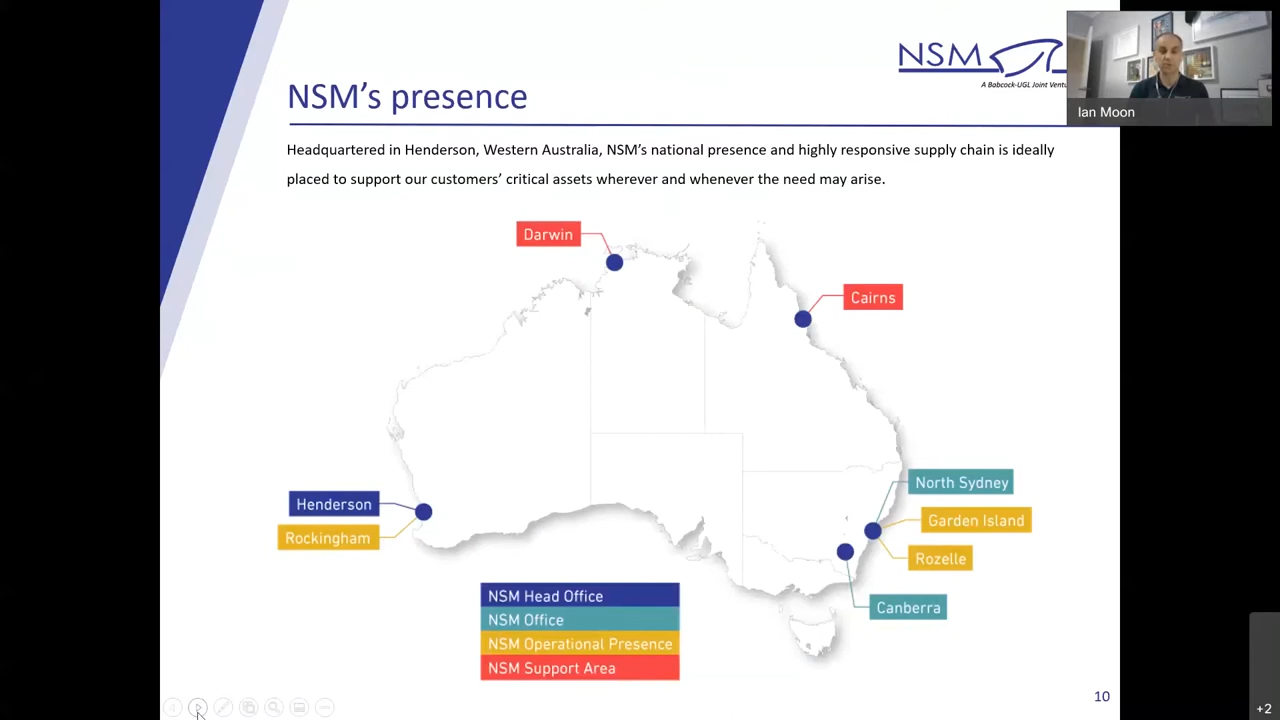 NSM
A Babcock-UGL Joint
Ian Moon
NSM’s presence
Headquartered in Henderson, Western Australia, NSM’s national presence and highly responsive supply chain is ideally
placed to support our customers’ critical assets wherever and whenever the need may arise.
Darwin
Cairns
North Sydney
Henderson
Garden Island
Rockingham
Rozelle
Canberra
NSM Head Office
NSM Office
NSM Operational Presence
NSM Support Area
10
+2